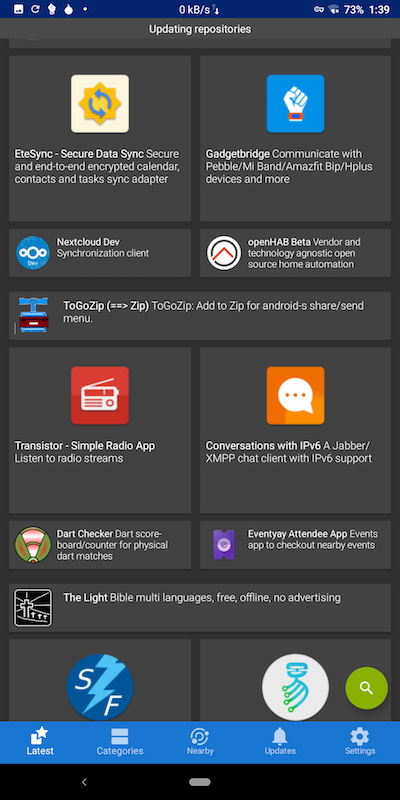 0 kB/s
73%
1:39
Updating repositories
EteSync - Secure Data Sync Secure
and end-to-end encrypted calendar,
contacts and tasks sync adapter
Gadgetbridge Communicate with
Pebble/Mi Band/Amazfit Bip/Hplus
devices and more
Dev
Nextcloud Dev
Synchronization client
openHAB Beta Vendor and
technology agnostic open
source home automation
ToGoZip (==> Zip) ToGoZip: Add to Zip for android-s share/send
menu.
Transistor - Simple Radio App
Listen to radio streams
Conversations with IPv6 A Jabber/
XMPP chat client with IPv6 support
Dart Checker Dart score-
board/counter for physical
dart matches
Eventyay Attendee App Events
app to checkout nearby events
The Light Bible multi languages, free, offline, no advertising
S F
Latest
Categories
Nearby
Updates
Settings